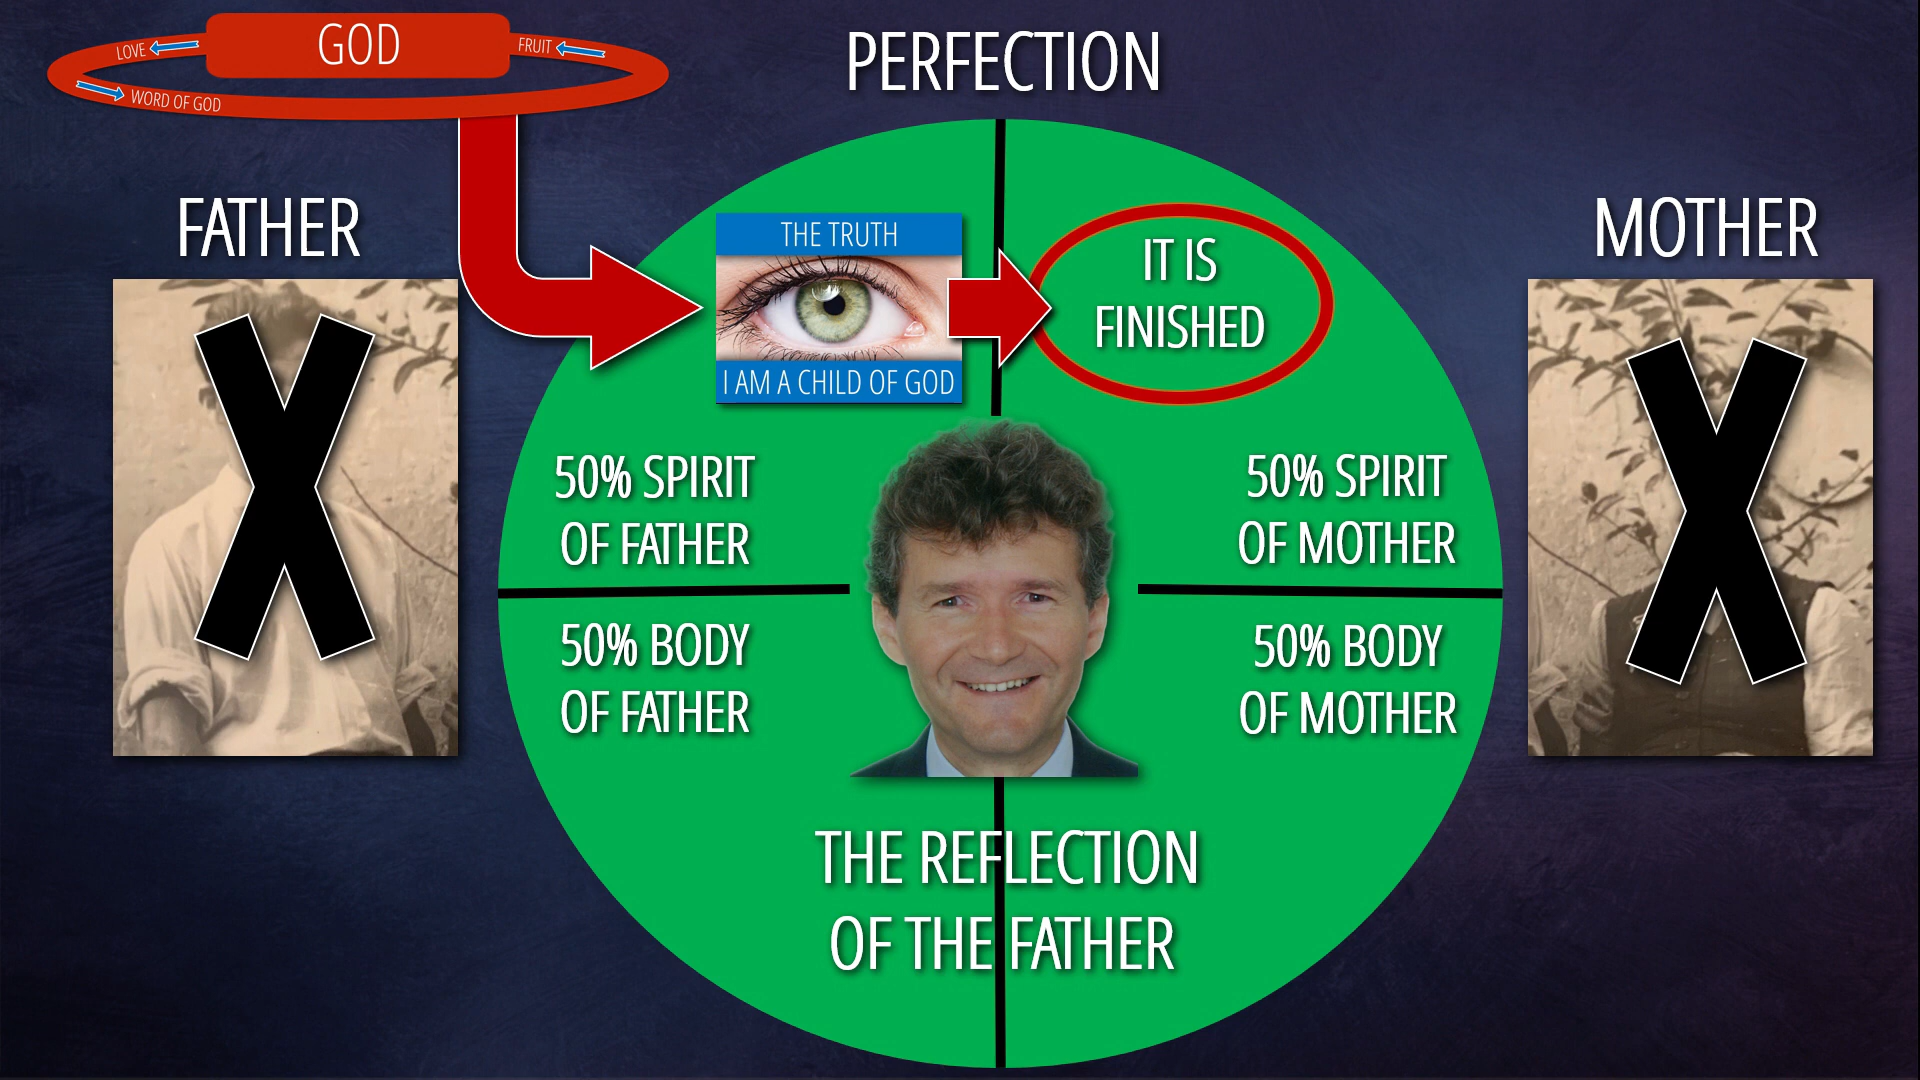 GOD
LOVE
FRUIT
WORD OF GOD
PERFECTION
FATHER
MOTHER
THE TRUTH
I AM A CHILD OF GOD
IT IS
FINISHED
50% SPIRIT
OF FATHER
50% SPIRIT
OF MOTHER
50% BODY
OF FATHER
50% BODY
OF MOTHER
THE REFLECTION
OF THE FATHER